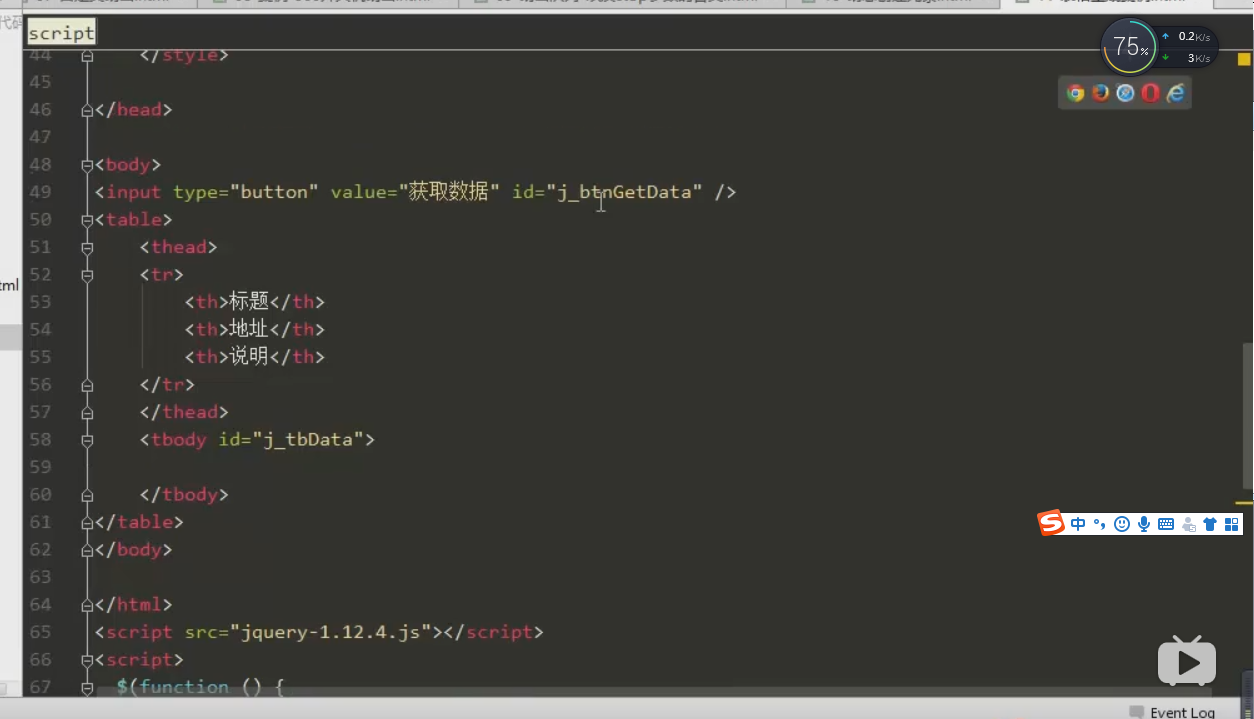 script
75%
0.2K/s
3K/s
44 </style>
45
46 </head>
47
48 <body>
49 <input type="button" value="获取数据" id="j_btnGetData" />
50 <table>
51 <thead>
52 <tr>
53 <th>标题</th>
54 <th>地址</th>
55 <th>说明</th>
56 </tr>
57 </thead>
58 <tbody id="j_tbData">
59
60 </tbody>
61 </table>
62 </body>
63
64 </html>
65 <script src="jquery-1.12.4.js"></script>
66 <script>
67 $(function () {
中
Event Log